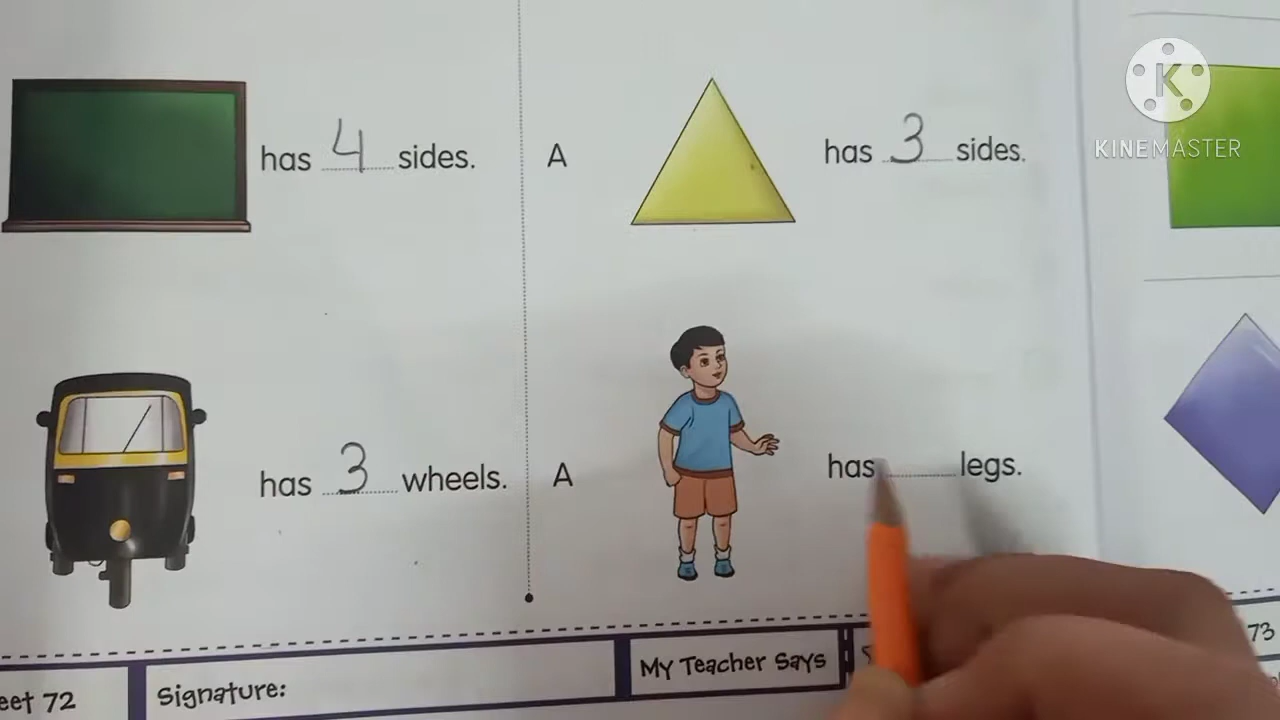 has 4 sides.
A has 3 sides.
has 3 wheels.
A has legs.
eet 72
Signature:
My Teacher Says
73
K
KINEMASTER